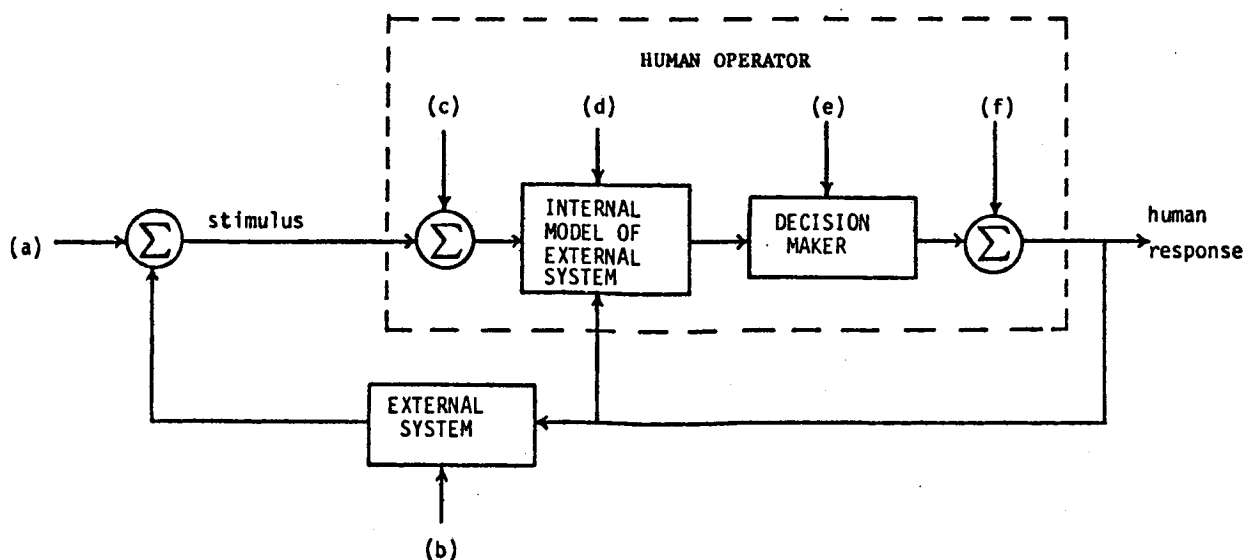 HUMAN OPERATOR
(c)
(d)
(e)
(f)
(a)
Σ
stimulus
Σ
INTERNAL
MODEL OF
EXTERNAL
SYSTEM
DECISION
MAKER
Σ
human
response
EXTERNAL
SYSTEM
(b)